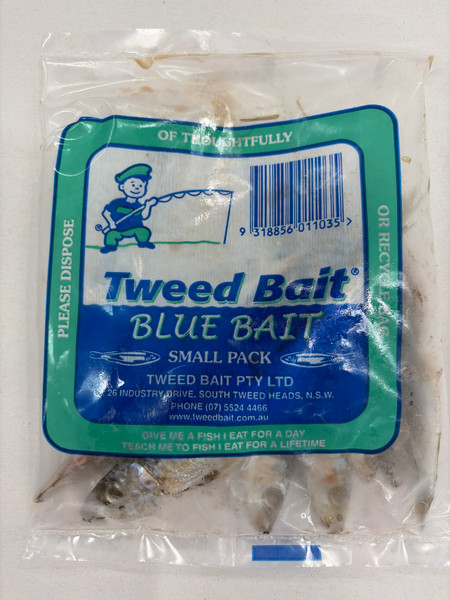 OF THOUGHTFULLY
PLEASE DISPOSE
OR RECYCLE BAG
9 318856 011035 >
Tweed Bait®
BLUE BAIT
SMALL PACK
TWEED BAIT PTY LTD
26 INDUSTRY DRIVE. SOUTH TWEED HEADS, N.S.W.
PHONE (07) 5524 4466
www.tweedbait.com.au
GIVE ME A FISH I EAT FOR A DAY
TEACH ME TO FISH I EAT FOR A LIFETIME